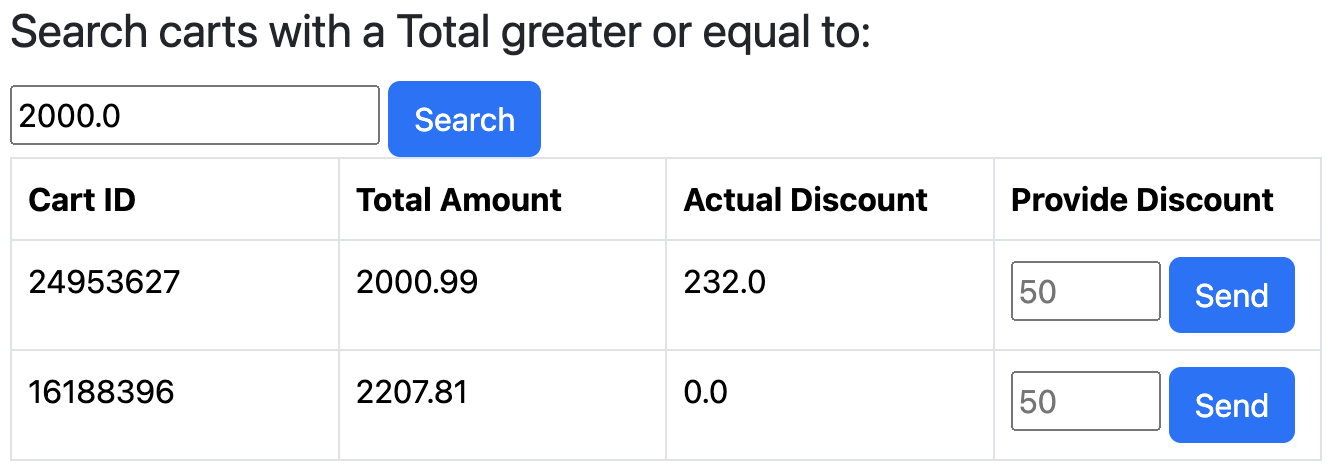 Search carts with a Total greater or equal to:
2000.0 Search
Cart ID Total Amount Actual Discount Provide Discount
24953627 2000.99 232.0 50 Send
16188396 2207.81 0.0 50 Send